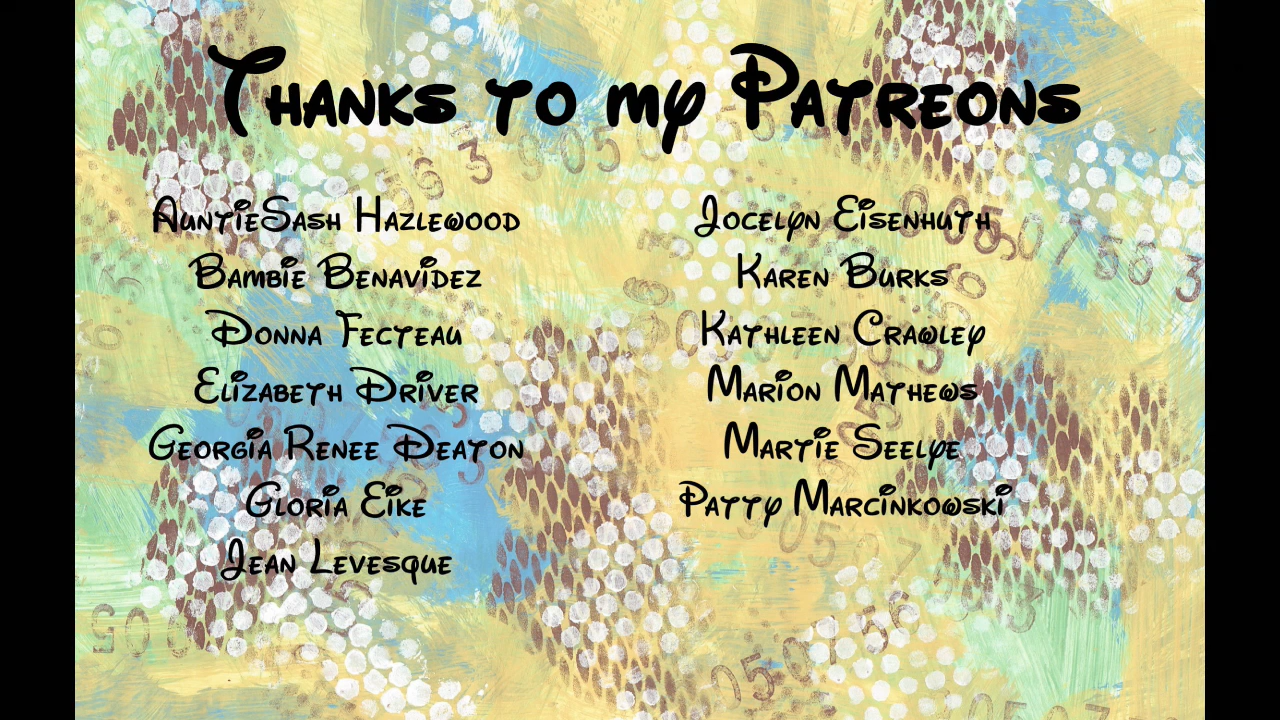 Thanks to my Patreons
AuntieSash Hazlewood
Bambie Benavidez
Donna Fecteau
Elizabeth Driver
Georgia Renee Deaton
Gloria Eike
Jean Levesque
Jocelyn Eisenhuth
Karen Burks
Kathleen Crawley
Marion Mathews
Martie Seelye
Patty Marcinkowski